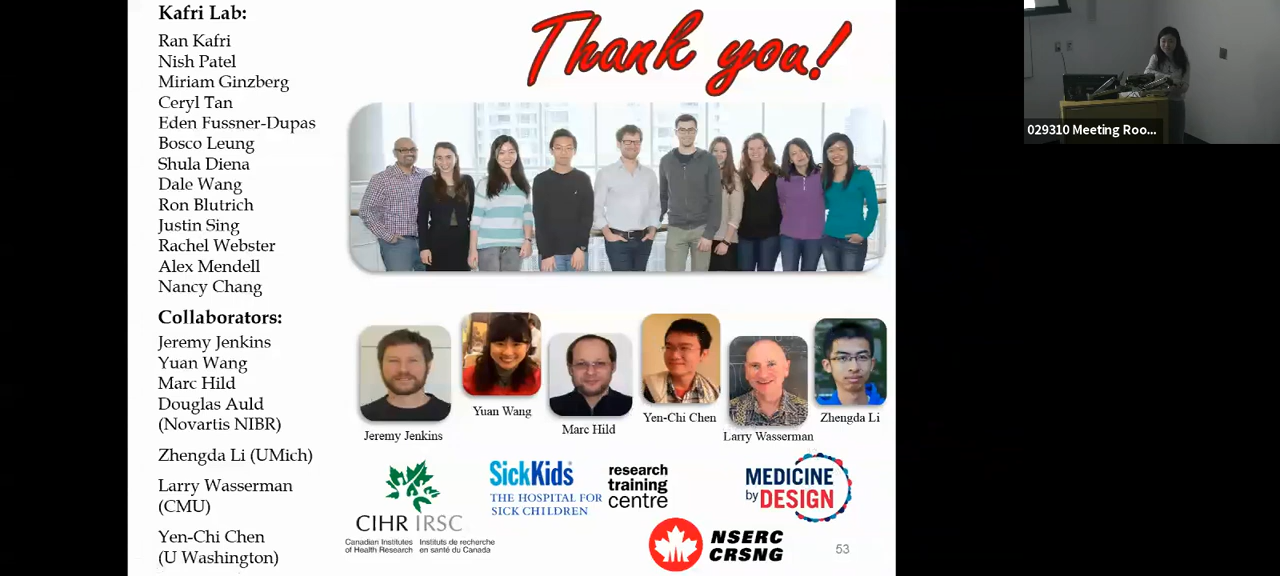 Kafri Lab:
Ran Kafri
Nish Patel
Miriam Ginzberg
Ceryl Tan
Eden Fussner-Dupas
Bosco Leung
Shula Diena
Dale Wang
Ron Blutrich
Justin Sing
Rachel Webster
Alex Mendell
Nancy Chang
Collaborators:
Jeremy Jenkins
Yuan Wang
Marc Hild
Douglas Auld
(Novartis NIBR)
Zhengda Li (UMich)
Larry Wasserman
(CMU)
Yen-Chi Chen
(U Washington)
Thank you!
Jeremy Jenkins
Yuan Wang
Marc Hild
Yen-Chi Chen
Larry Wasserman
Zhengda Li
CIHR IRSC
Canadian Institutes
of Health Research
Instituts de recherche
en santé du Canada
SickKids
THE HOSPITAL FOR
SICK CHILDREN
research
training
centre
MEDICINE
by DESIGN
NSERC
CRSNG
53
029310 Meeting Roo...